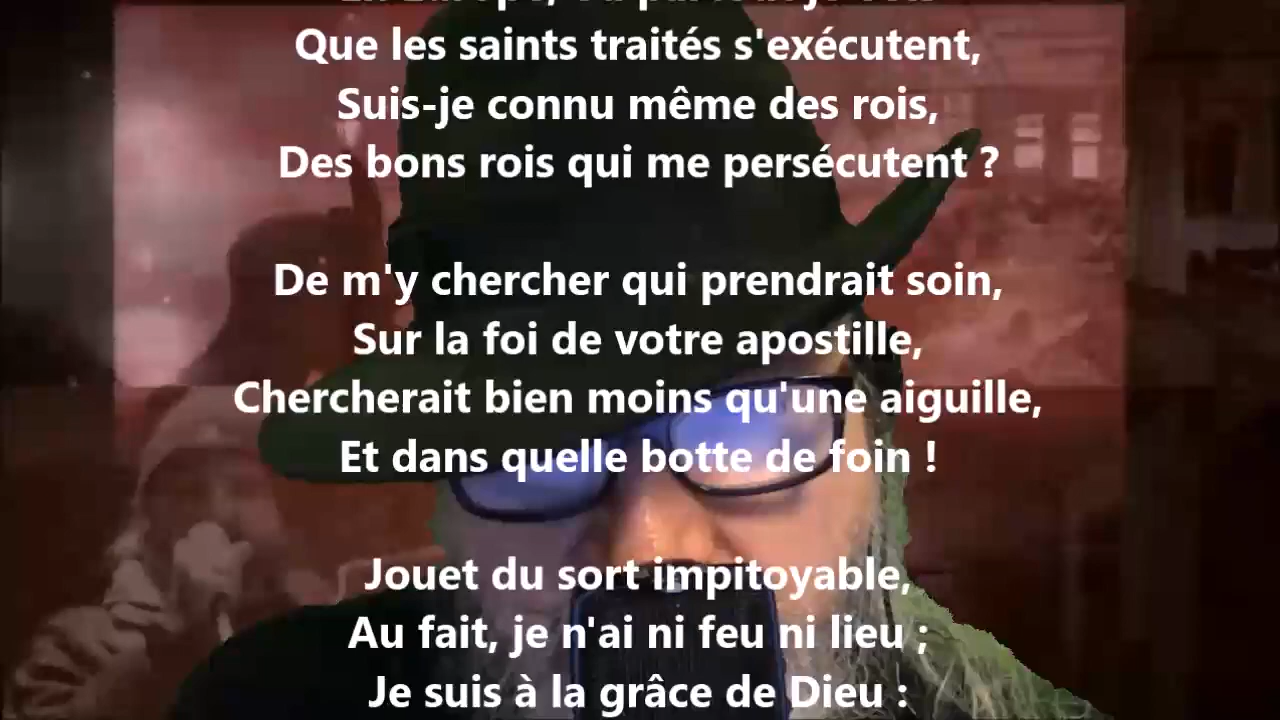 Que les saints traités s'exécutent,
Suis-je connu même des rois,
Des bons rois qui me persécutent ?
De m'y chercher qui prendrait soin,
Sur la foi de votre apostille,
Chercherait bien moins qu'une aiguille,
Et dans quelle botte de foin !
Jouet du sort impitoyable,
Au fait, je n'ai ni feu ni lieu ;
Je suis à la grâce de Dieu :